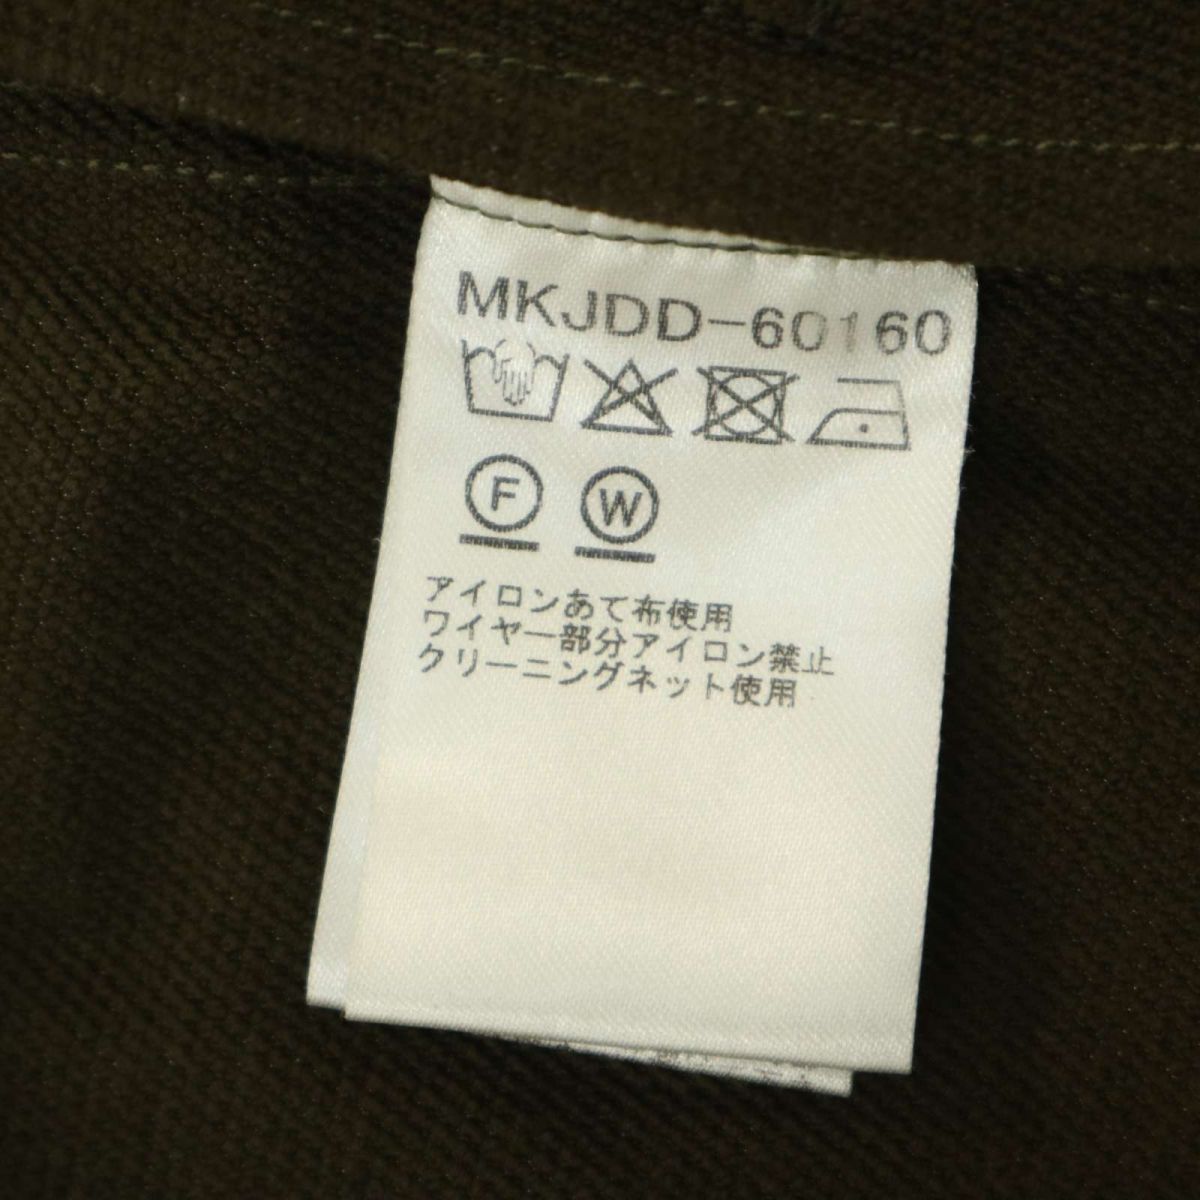 MKJDD-60160
F W
アイロンあて布使用
ワイヤー部分アイロン禁止
クリーニングネット使用